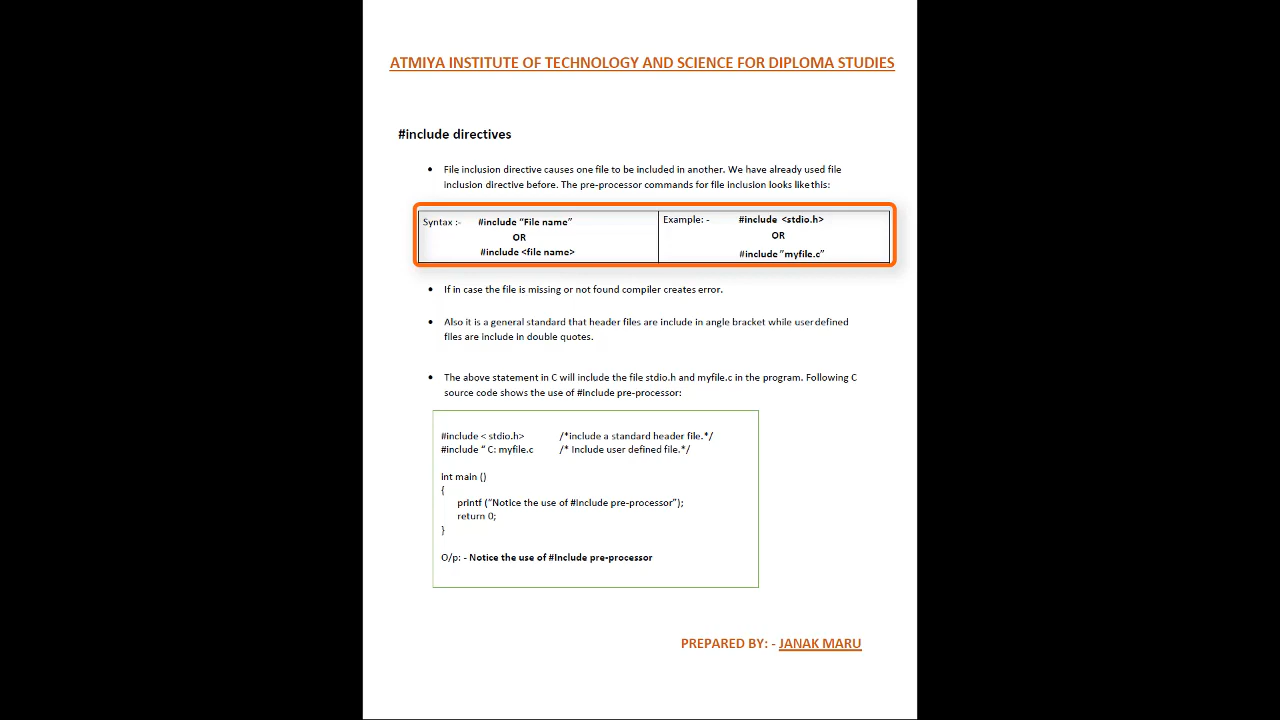 ATMIYA INSTITUTE OF TECHNOLOGY AND SCIENCE FOR DIPLOMA STUDIES
#include directives
• File inclusion directive causes one file to be included in another. We have already used file
inclusion directive before. The pre-processor commands for file inclusion looks like this:
Syntax :- #include “File name”
OR
#include <file name>
Example: - #include <stdio.h>
OR
#include ”myfile.c”
• If in case the file is missing or not found compiler creates error.
• Also it is a general standard that header files are include in angle bracket while user defined
files are include in double quotes.
• The above statement in C will include the file stdio.h and myfile.c in the program. Following C
source code shows the use of #include pre-processor:
#include < stdio.h> /*include a standard header file.*/
#include “ C: myfile.c /* Include user defined file.*/
Int main ()
{
printf (“Notice the use of #include pre-processor”);
return 0;
}
O/p: - Notice the use of #Include pre-processor
PREPARED BY: - JANAK MARU